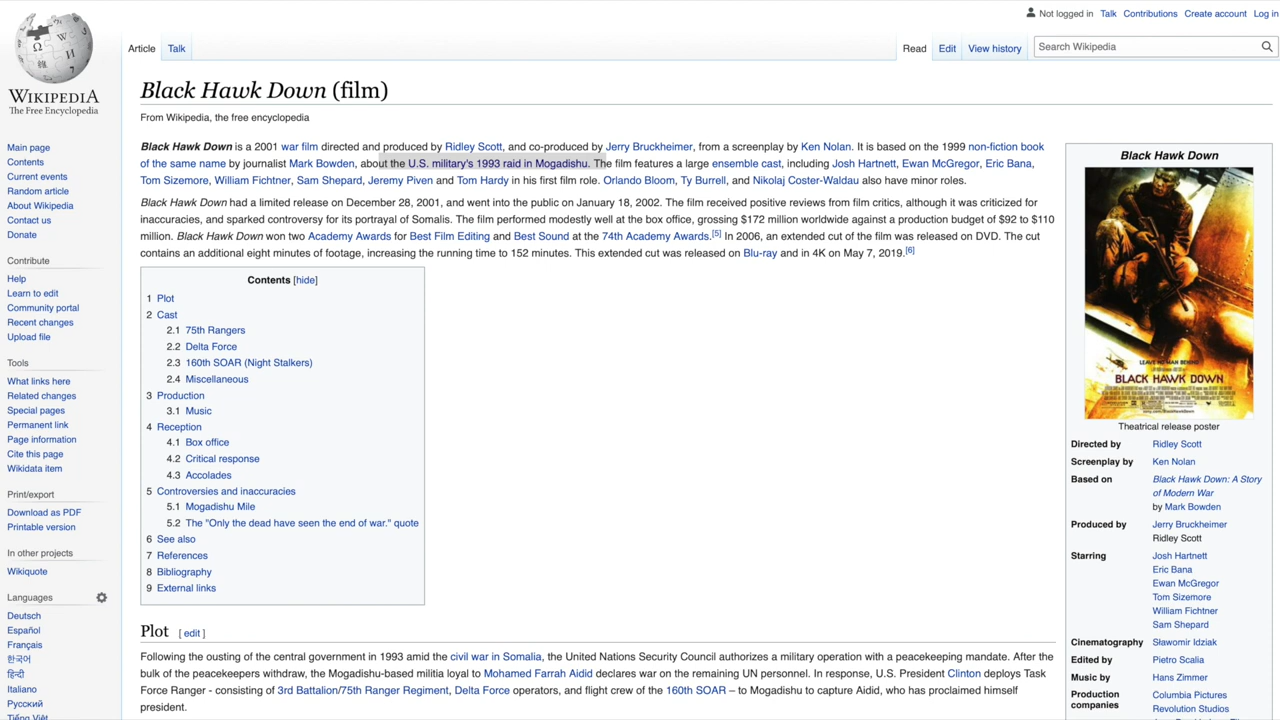 Not logged in Talk Contributions Create account Log in
Article Talk Read Edit View history Search Wikipedia
WIKIPEDIA
The Free Encyclopedia
Main page
Contents
Current events
Random article
About Wikipedia
Contact us
Donate
Contribute
Help
Learn to edit
Community portal
Recent changes
Upload file
Tools
What links here
Related changes
Special pages
Permanent link
Page information
Cite this page
Wikidata item
Print/export
Download as PDF
Printable version
In other projects
Wikiquote
Languages
Deutsch
Español
Français
한국어
हिन्दी
Italiano
Русский
Tiếng Việt
Black Hawk Down (film)
From Wikipedia, the free encyclopedia
Black Hawk Down is a 2001 war film directed and produced by Ridley Scott, and co-produced by Jerry Bruckheimer, from a screenplay by Ken Nolan. It is based on the 1999 non-fiction book
of the same name by journalist Mark Bowden, about the U.S. military's 1993 raid in Mogadishu. The film features a large ensemble cast, including Josh Hartnett, Ewan McGregor, Eric Bana,
Tom Sizemore, William Fichtner, Sam Shepard, Jeremy Piven and Tom Hardy in his first film role. Orlando Bloom, Ty Burrell, and Nikolaj Coster-Waldau also have minor roles.
Black Hawk Down had a limited release on December 28, 2001, and went into the public on January 18, 2002. The film received positive reviews from film critics, although it was criticized for
inaccuracies, and sparked controversy for its portrayal of Somalis. The film performed modestly well at the box office, grossing $172 million worldwide against a production budget of $92 to $110
million. Black Hawk Down won two Academy Awards for Best Film Editing and Best Sound at the 74th Academy Awards.[5] In 2006, an extended cut of the film was released on DVD. The cut
contains an additional eight minutes of footage, increasing the running time to 152 minutes. This extended cut was released on Blu-ray and in 4K on May 7, 2019.[6]
Contents [hide]
1 Plot
2 Cast
2.1 75th Rangers
2.2 Delta Force
2.3 160th SOAR (Night Stalkers)
2.4 Miscellaneous
3 Production
3.1 Music
4 Reception
4.1 Box office
4.2 Critical response
4.3 Accolades
5 Controversies and inaccuracies
5.1 Mogadishu Mile
5.2 The "Only the dead have seen the end of war." quote
6 See also
7 References
8 Bibliography
9 External links
Plot [ edit ]
Following the ousting of the central government in 1993 amid the civil war in Somalia, the United Nations Security Council authorizes a military operation with a peacekeeping mandate. After the
bulk of the peacekeepers withdraw, the Mogadishu-based militia loyal to Mohamed Farrah Aidid declares war on the remaining UN personnel. In response, U.S. President Clinton deploys Task
Force Ranger - consisting of 3rd Battalion/75th Ranger Regiment, Delta Force operators, and flight crew of the 160th SOAR – to Mogadishu to capture Aidid, who has proclaimed himself
president.
Black Hawk Down
LEAVE NO MAN BEHIND
BLACK HAWK DOWN
Theatrical release poster
Directed by Ridley Scott
Screenplay by Ken Nolan
Based on Black Hawk Down: A Story
of Modern War
by Mark Bowden
Produced by Jerry Bruckheimer
Ridley Scott
Starring Josh Hartnett
Eric Bana
Ewan McGregor
Tom Sizemore
William Fichtner
Sam Shepard
Cinematography Sławomir Idziak
Edited by Pietro Scalia
Music by Hans Zimmer
Production Columbia Pictures
companies Revolution Studios